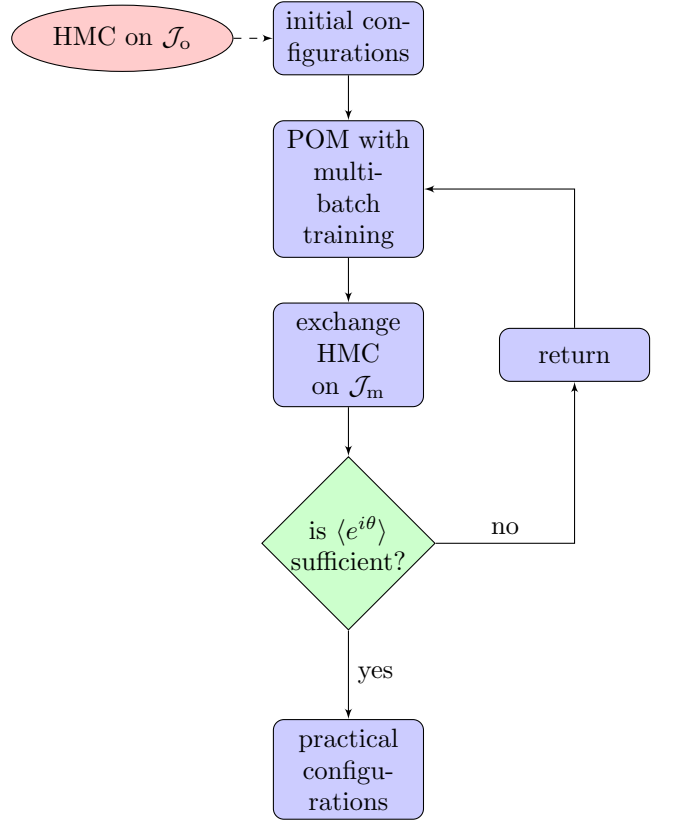 HMC on 𝒥ₒ
initial con-
figurations
POM with
multi-
batch
training
exchange
HMC
on 𝒥ₘ
return
is ⟨e^{iθ}⟩
sufficient?
no
yes
practical
configu-
rations